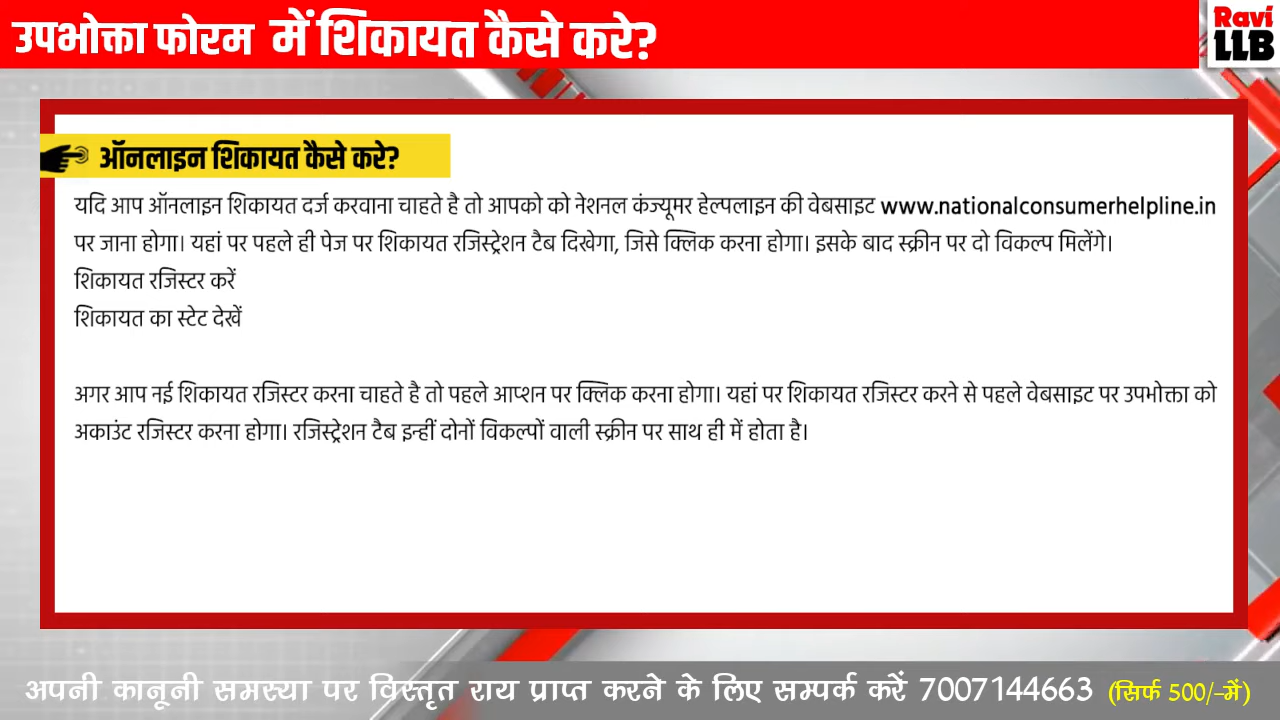 उपभोक्ता फोरम में शिकायत कैसे करे?
Ravi
LLB
ऑनलाइन शिकायत कैसे करे?
यदि आप ऑनलाइन शिकायत दर्ज करवाना चाहते है तो आपको को नेशनल कंज्यूमर हेल्पलाइन की वेबसाइट www.nationalconsumerhelpline.in
पर जाना होगा। यहां पर पहले ही पेज पर शिकायत रजिस्ट्रेशन टैब दिखेगा, जिसे क्लिक करना होगा। इसके बाद स्क्रीन पर दो विकल्प मिलेंगे।
शिकायत रजिस्टर करें
शिकायत का स्टेट देखें
अगर आप नई शिकायत रजिस्टर करना चाहते है तो पहले आप्शन पर क्लिक करना होगा। यहां पर शिकायत रजिस्टर करने से पहले वेबसाइट पर उपभोक्ता को
अकाउंट रजिस्टर करना होगा। रजिस्ट्रेशन टैब इन्हीं दोनों विकल्पों वाली स्क्रीन पर साथ ही में होता है।
अपनी कानूनी समस्या पर विस्तृत राय प्राप्त करने के लिए सम्पर्क करें 7007144663 (सिर्फ 500/-में)